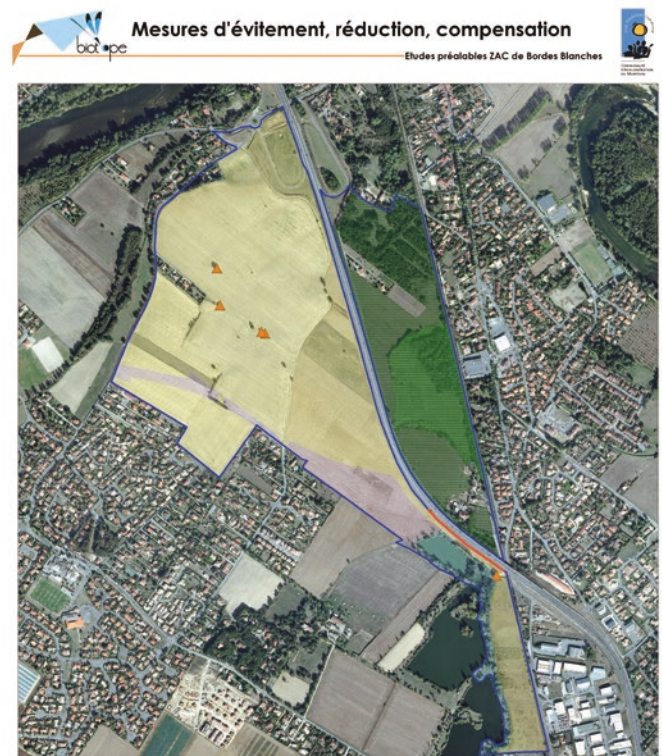 Mesures d'évitement, réduction, compensation
biotope
Etudes préalables ZAC de Bordes Blanches